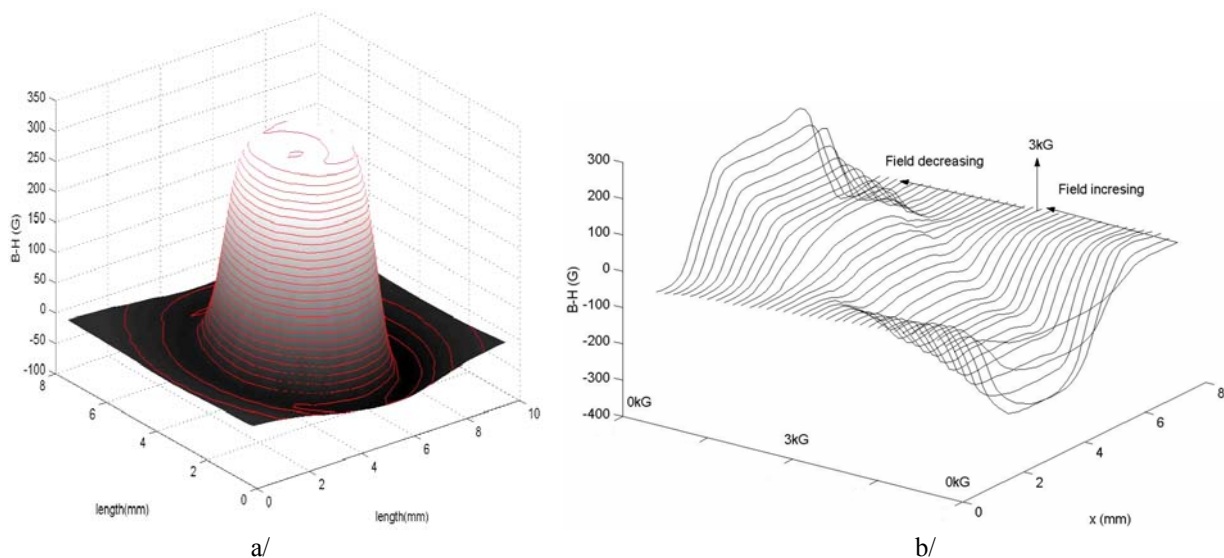 350
300
250
200
150
100
50
0
-50
-100
B-H (G)
8
6
4
2
0
length(mm)
0
2
4
6
8
10
length(mm)
a/
300
200
100
0
-100
-200
-300
-400
B-H (G)
Field decreasing
3kG
Field incresing
0kG
3kG
0kG
0
2
4
6
8
x (mm)
b/